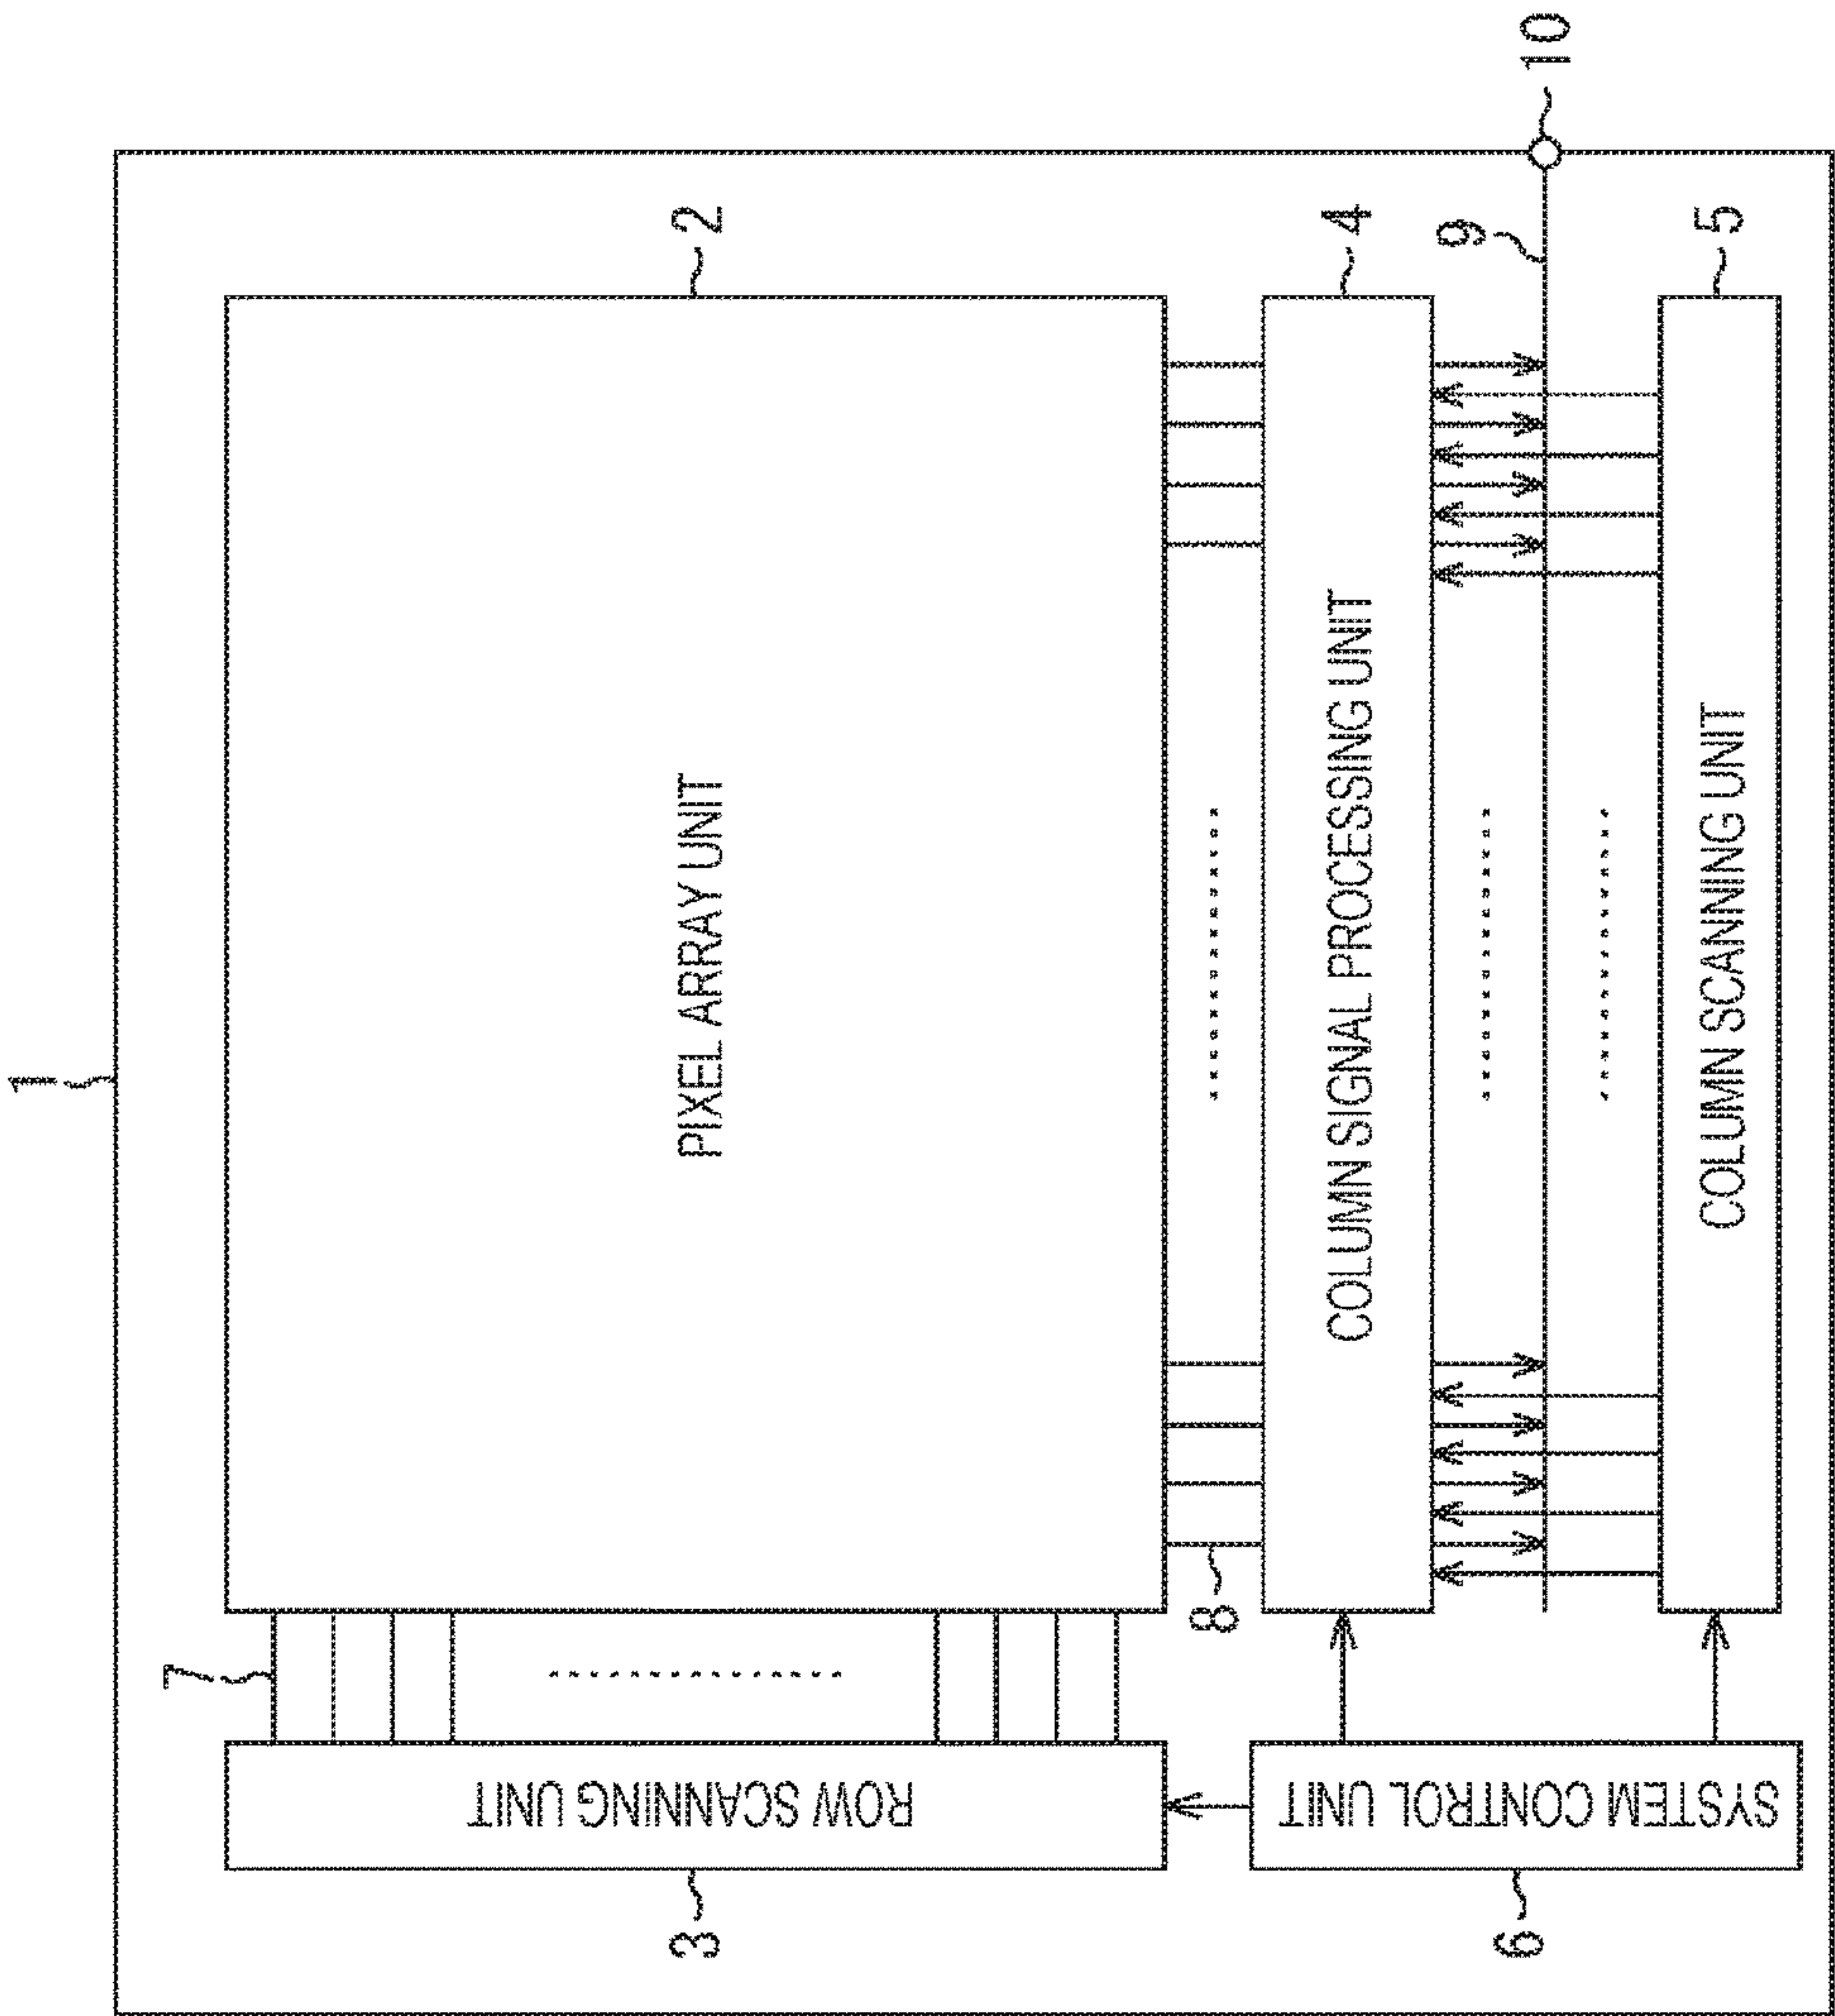 1
PIXEL ARRAY UNIT
2
ROW SCANNING UNIT
3
7
8
COLUMN SIGNAL PROCESSING UNIT
4
9
10
SYSTEM CONTROL UNIT
6
COLUMN SCANNING UNIT
5